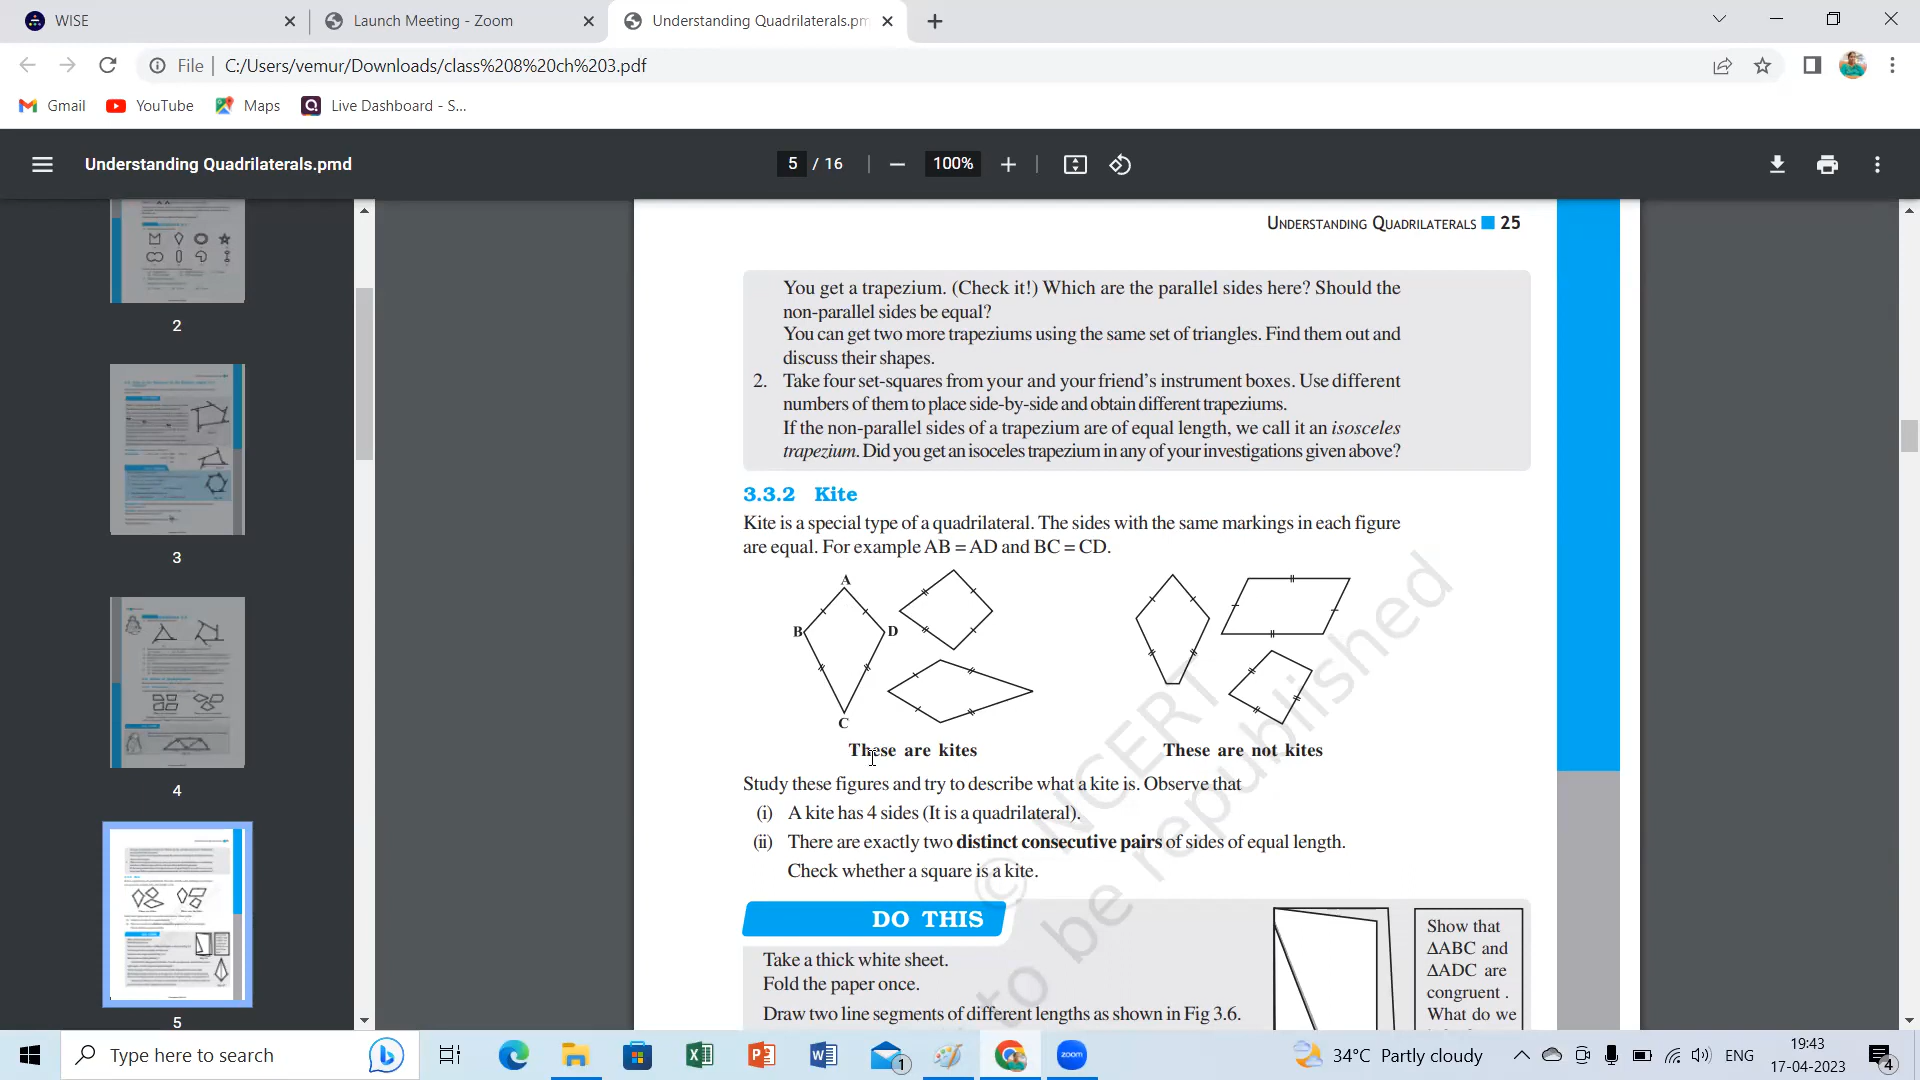 WISE
Launch Meeting - Zoom
Understanding Quadrilaterals.pm
File
C:/Users/vemur/Downloads/class%208%20ch%203.pdf
Gmail
YouTube
Maps
Live Dashboard - S...
Understanding Quadrilaterals.pmd
5 / 16
100%
2
3
4
5
UNDERSTANDING QUADRILATERALS 25
You get a trapezium. (Check it!) Which are the parallel sides here? Should the
non-parallel sides be equal?
You can get two more trapeziums using the same set of triangles. Find them out and
discuss their shapes.
2. Take four set-squares from your and your friend's instrument boxes. Use different
numbers of them to place side-by-side and obtain different trapeziums.
If the non-parallel sides of a trapezium are of equal length, we call it an isosceles
trapezium. Did you get an isoceles trapezium in any of your investigations given above?
3.3.2 Kite
Kite is a special type of a quadrilateral. The sides with the same markings in each figure
are equal. For example AB = AD and BC = CD.
A
B
D
C
These are kites
These are not kites
Study these figures and try to describe what a kite is. Observe that
(i) A kite has 4 sides (It is a quadrilateral).
(ii) There are exactly two distinct consecutive pairs of sides of equal length.
Check whether a square is a kite.
© NCERT
to be republished
DO THIS
Take a thick white sheet.
Fold the paper once.
Draw two line segments of different lengths as shown in Fig 3.6.
Show that
ΔABC and
ΔADC are
congruent .
What do we
Type here to search
1
zoom
34°C Partly cloudy
ENG
19:43
17-04-2023
4